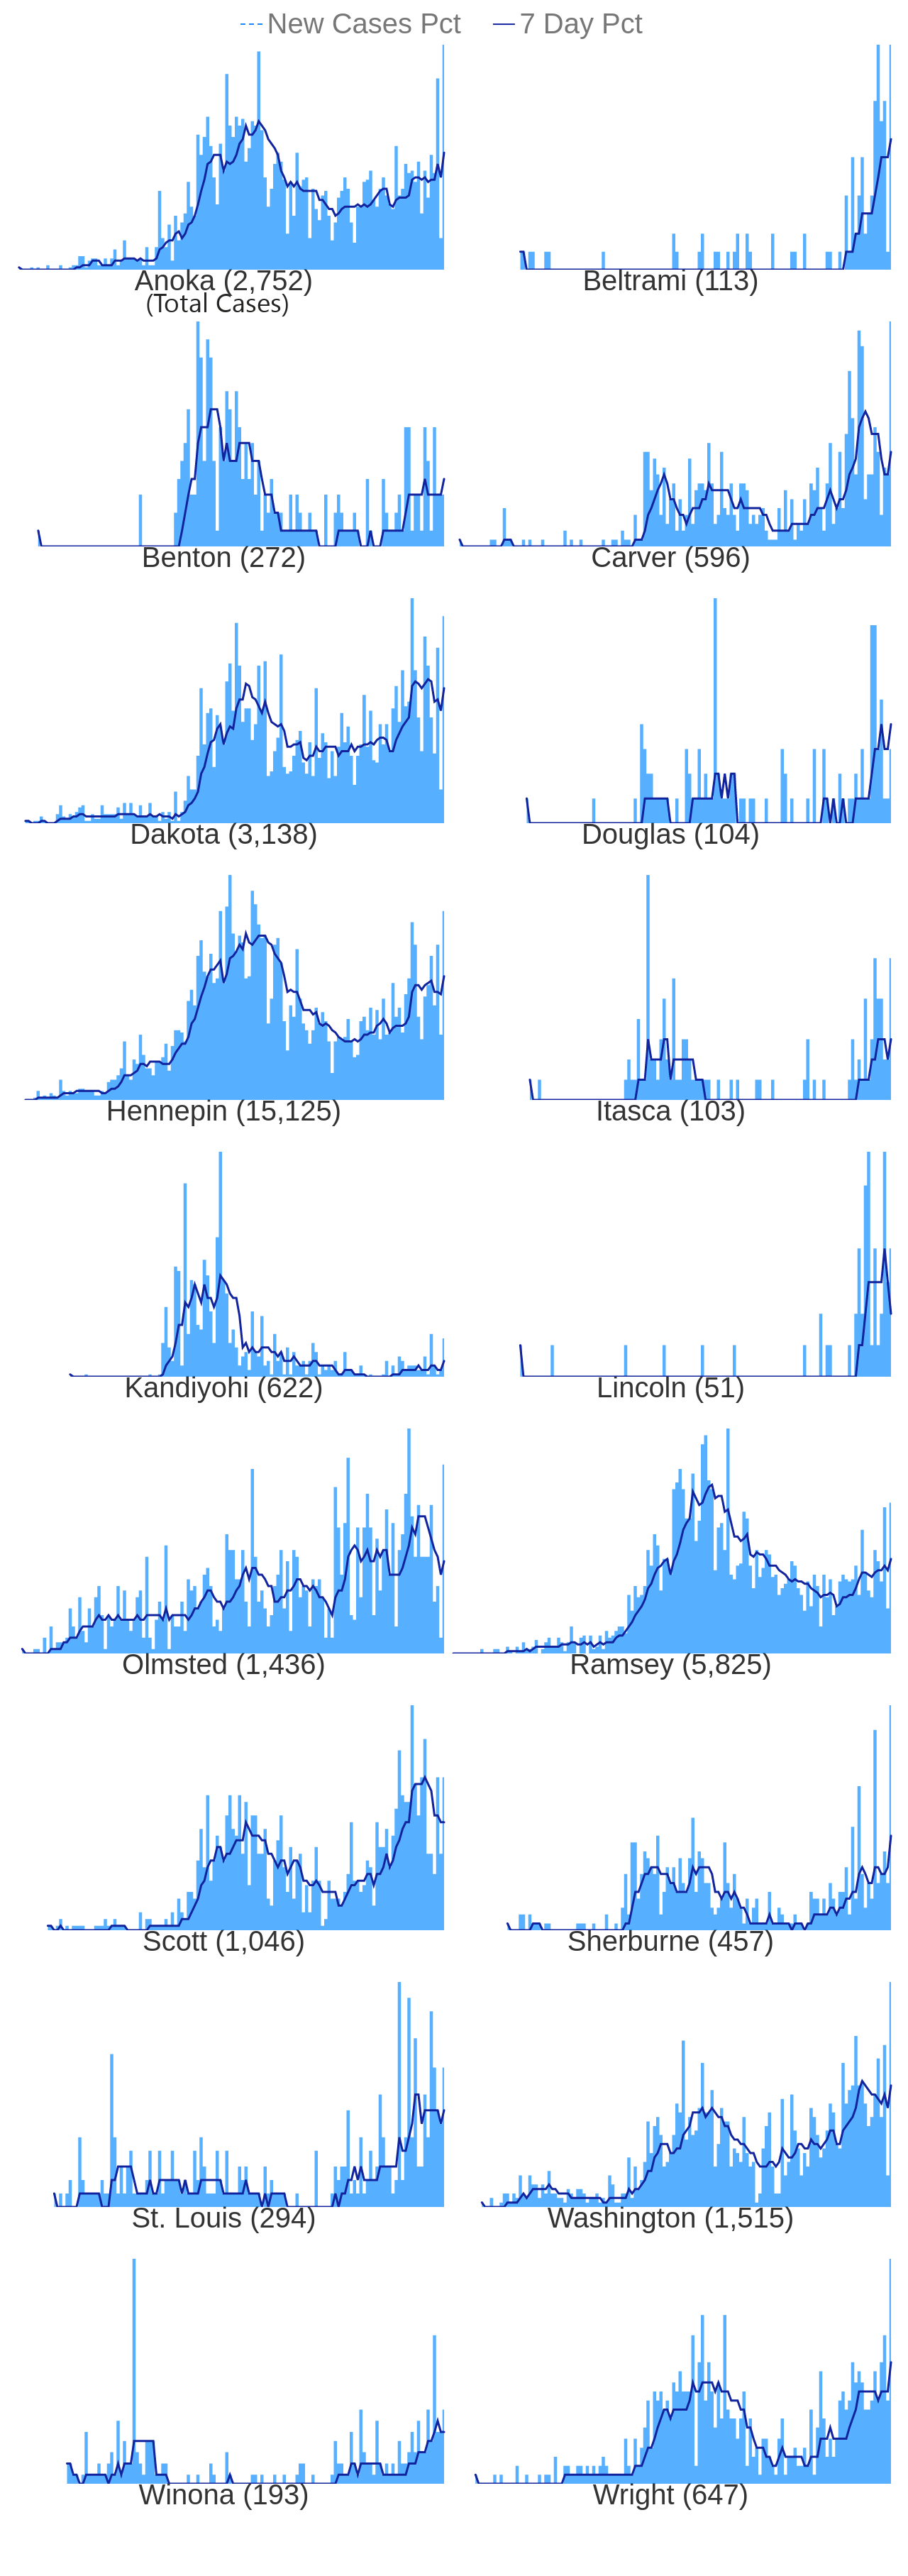 New Cases Pct 7 Day Pct
Anoka (2,752) Beltrami (113)
(Total Cases)
Benton (272) Carver (596)
Dakota (3,138) Douglas (104)
Hennepin (15,125) Itasca (103)
Kandiyohi (622) Lincoln (51)
Olmsted (1,436) Ramsey (5,825)
Scott (1,046) Sherburne (457)
St. Louis (294) Washington (1,515)
Winona (193) Wright (647)